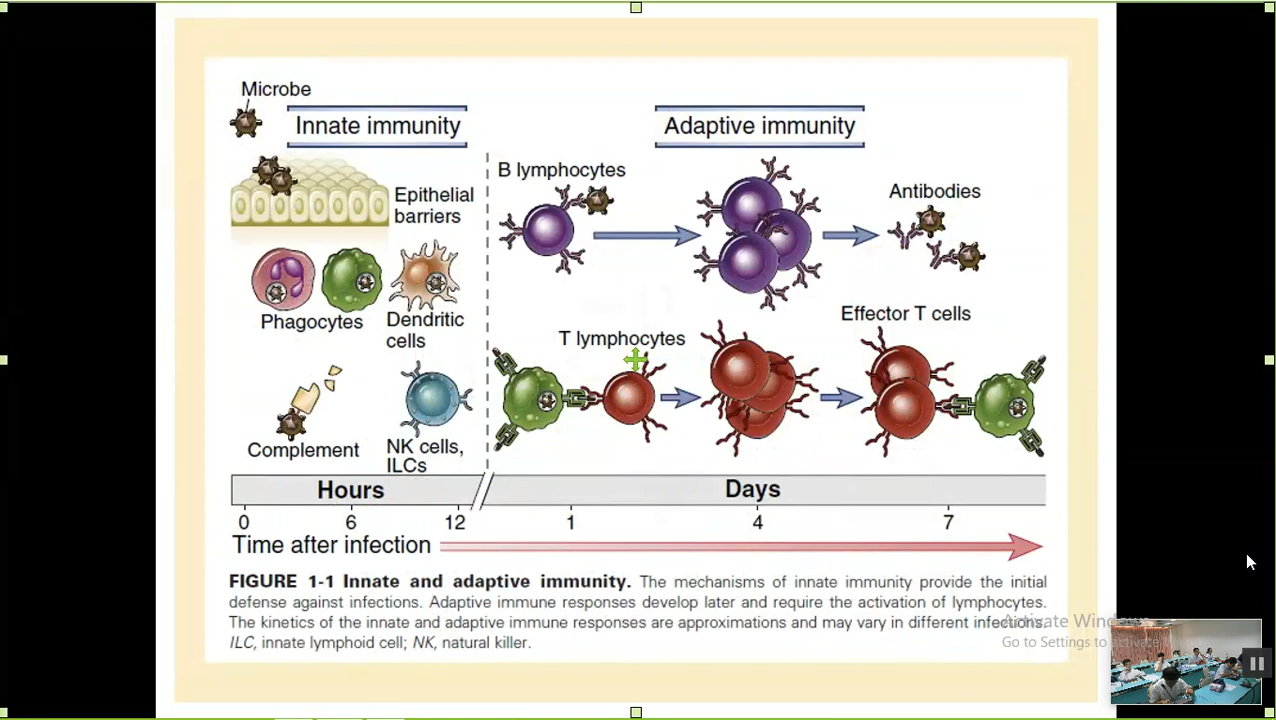 Microbe
Innate immunity
Adaptive immunity
Epithelial
barriers
Phagocytes
Dendritic
cells
Complement
NK cells,
ILCs
B lymphocytes
Antibodies
T lymphocytes
Effector T cells
Hours
Days
0
6
12
1
4
7
Time after infection
FIGURE 1-1 Innate and adaptive immunity. The mechanisms of innate immunity provide the initial
defense against infections. Adaptive immune responses develop later and require the activation of lymphocytes.
The kinetics of the innate and adaptive immune responses are approximations and may vary in different infections.
ILC, innate lymphoid cell; NK, natural killer.
Activate Windows
Go to Settings to activate